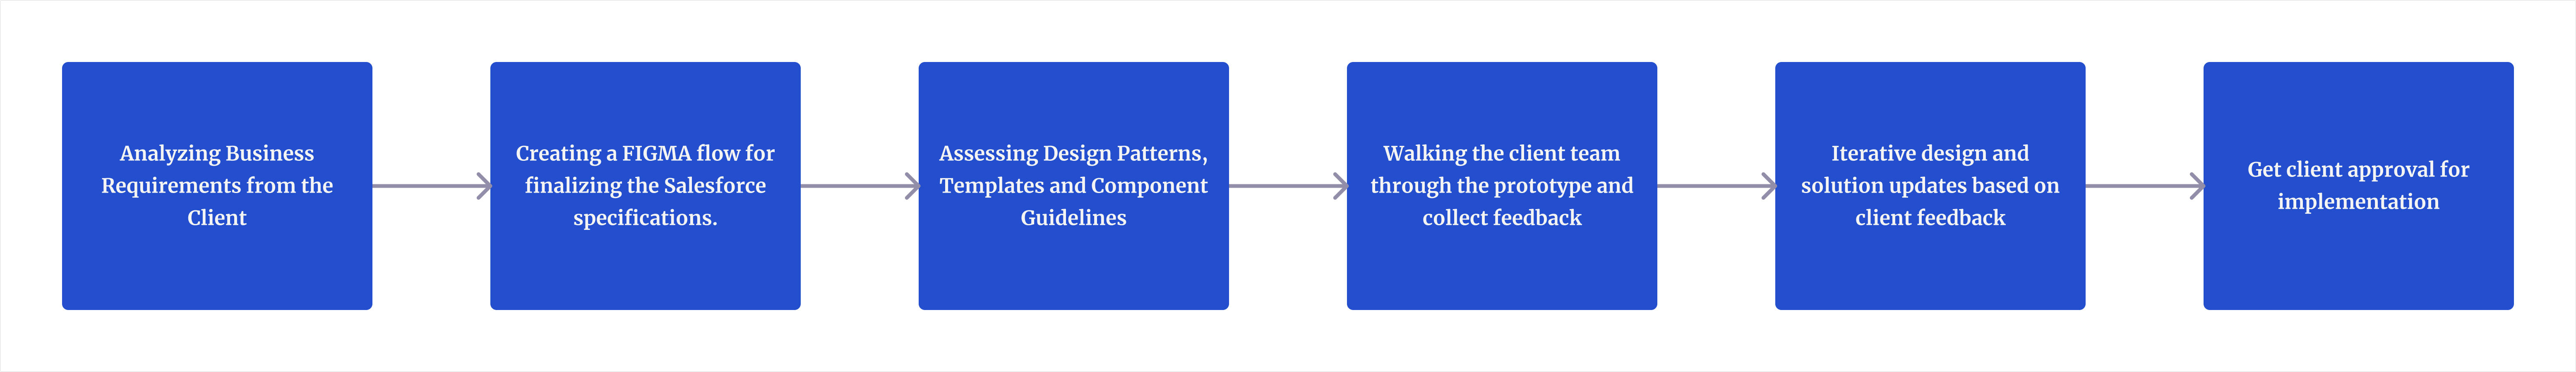 Analyzing Business
Requirements from the
Client
Creating a FIGMA flow for
finalizing the Salesforce
specifications.
Assessing Design Patterns,
Templates and Component
Guidelines
Walking the client team
through the prototype and
collect feedback
Iterative design and
solution updates based on
client feedback
Get client approval for
implementation